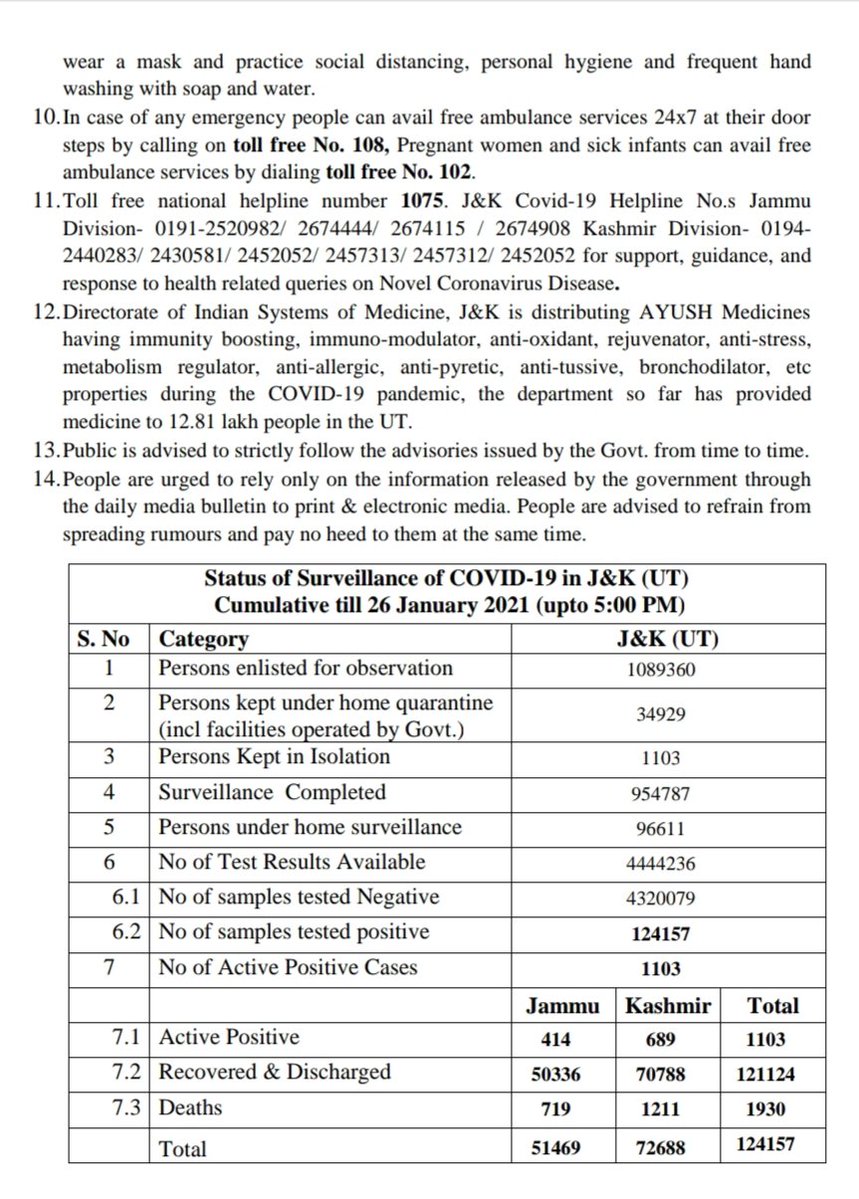 wear a mask and practice social distancing, personal hygiene and frequent hand
washing with soap and water.
10.In case of any emergency people can avail free ambulance services 24x7 at their door
steps by calling on toll free No. 108, Pregnant women and sick infants can avail free
ambulance services by dialing toll free No. 102.
11.Toll free national helpline number 1075. J&K Covid-19 Helpline No.s Jammu
Division- 0191-2520982/ 2674444/ 2674115 / 2674908 Kashmir Division- 0194-
2440283/ 2430581/ 2452052/ 2457313/ 2457312/ 2452052 for support, guidance, and
response to health related queries on Novel Coronavirus Disease.
12.Directorate of Indian Systems of Medicine, J&K is distributing AYUSH Medicines
having immunity boosting, immuno-modulator, anti-oxidant, rejuvenator, anti-stress,
metabolism regulator, anti-allergic, anti-pyretic, anti-tussive, bronchodilator, etc
properties during the COVID-19 pandemic, the department so far has provided
medicine to 12.81 lakh people in the UT.
13.Public is advised to strictly follow the advisories issued by the Govt. from time to time.
14.People are urged to rely only on the information released by the government through
the daily media bulletin to print & electronic media. People are advised to refrain from
spreading rumours and pay no heed to them at the same time.
Status of Surveillance of COVID-19 in J&K (UT)
Cumulative till 26 January 2021 (upto 5:00 PM)
S. No Category J&K (UT)
1 Persons enlisted for observation 1089360
2 Persons kept under home quarantine
(incl facilities operated by Govt.) 34929
3 Persons Kept in Isolation 1103
4 Surveillance Completed 954787
5 Persons under home surveillance 96611
6 No of Test Results Available 4444236
6.1 No of samples tested Negative 4320079
6.2 No of samples tested positive 124157
7 No of Active Positive Cases 1103
Jammu Kashmir Total
7.1 Active Positive 414 689 1103
7.2 Recovered & Discharged 50336 70788 121124
7.3 Deaths 719 1211 1930
Total 51469 72688 124157